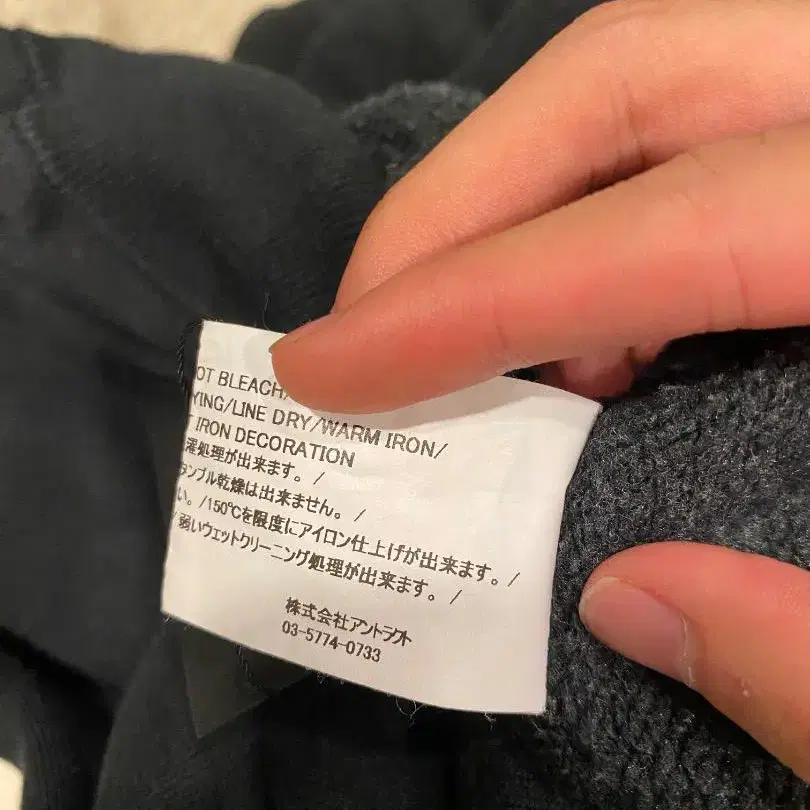 OT BLEACH/
YING/LINE DRY/WARM IRON/
IRON DECORATION
濯処理が出来ます。/
タンブル乾燥は出来ません。/
い。/150℃を限度にアイロン仕上げが出来ます。/
弱いウェットクリーニング処理が出来ます。/
株式会社アントラクト
03-5774-0733